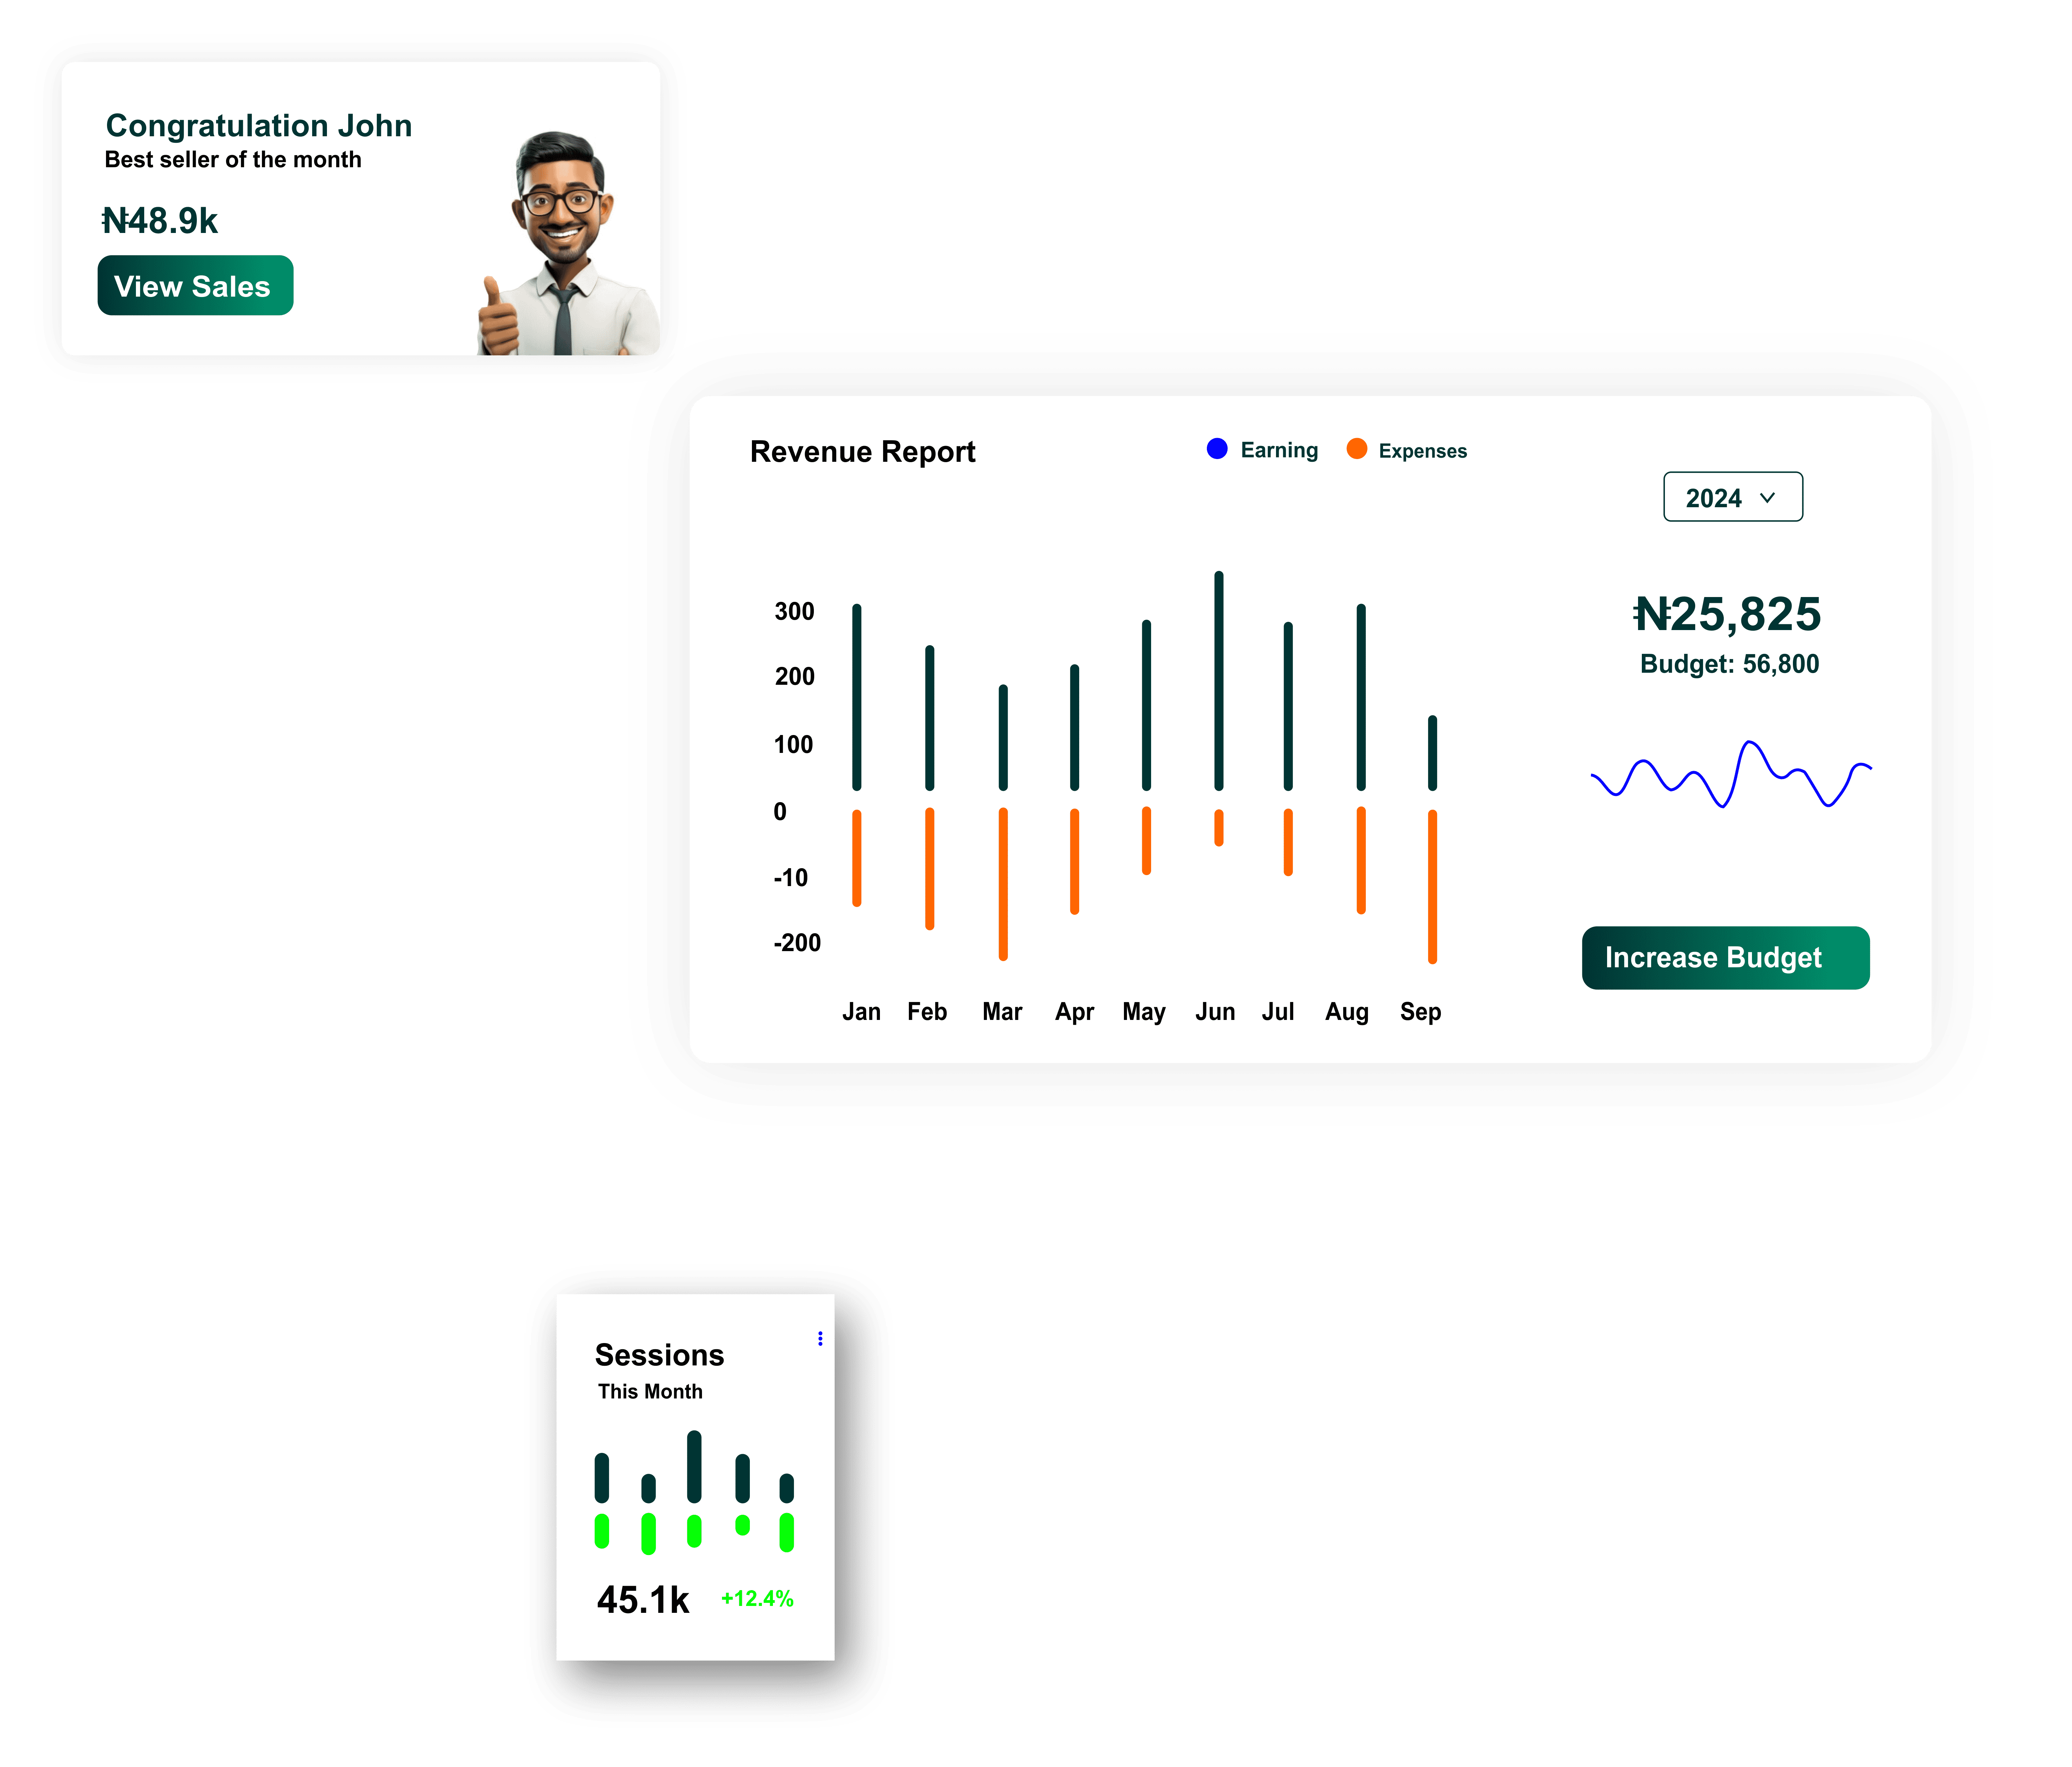 Congratulation John
Best seller of the month
₦48.9k
View Sales
Revenue Report
Earning
Expenses
2024
300
200
100
0
-10
-200
Jan Feb Mar Apr May Jun Jul Aug Sep
₦25,825
Budget: 56,800
Increase Budget
Sessions
This Month
45.1k +12.4%